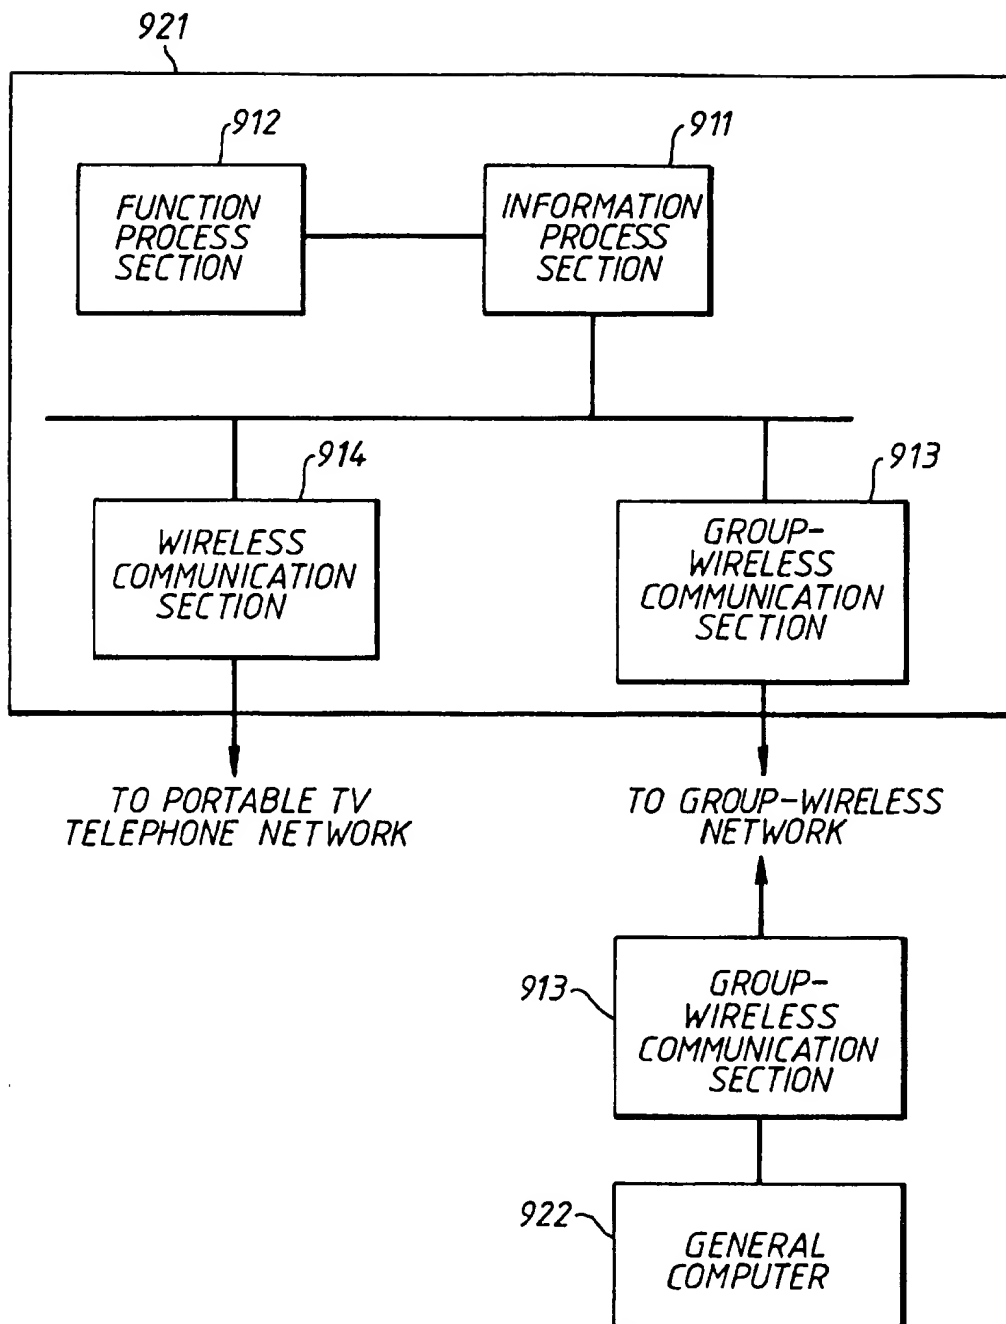 921
912
FUNCTION
PROCESS
SECTION
911
INFORMATION
PROCESS
SECTION
914
WIRELESS
COMMUNICATION
SECTION
913
GROUP-
WIRELESS
COMMUNICATION
SECTION
TO PORTABLE TV
TELEPHONE NETWORK
TO GROUP-WIRELESS
NETWORK
913
GROUP-
WIRELESS
COMMUNICATION
SECTION
922
GENERAL
COMPUTER